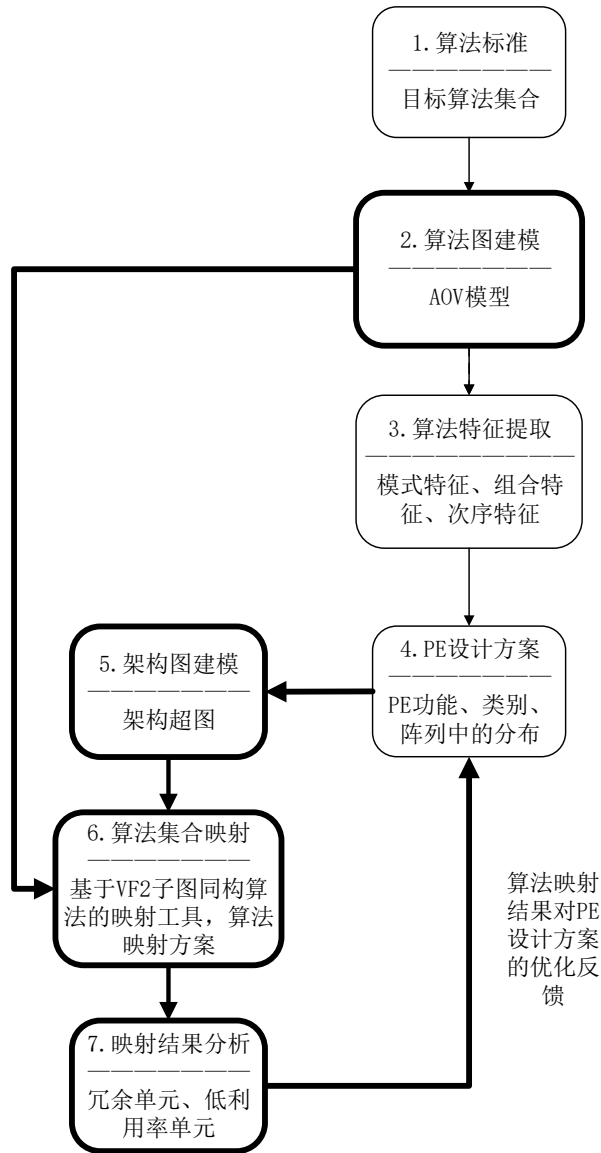 1.算法标准
目标算法集合
2.算法图建模
AOV模型
3.算法特征提取
模式特征、组合特
征、次序特征
4.PE设计方案
PE功能、类别、
阵列中的分布
5.架构图建模
架构超图
6.算法集合映射
基于VF2子图同构算
法的映射工具，算法
映射方案
7.映射结果分析
冗余单元、低利
用率单元
算法映射
结果对PE
设计方案
的优化反
馈